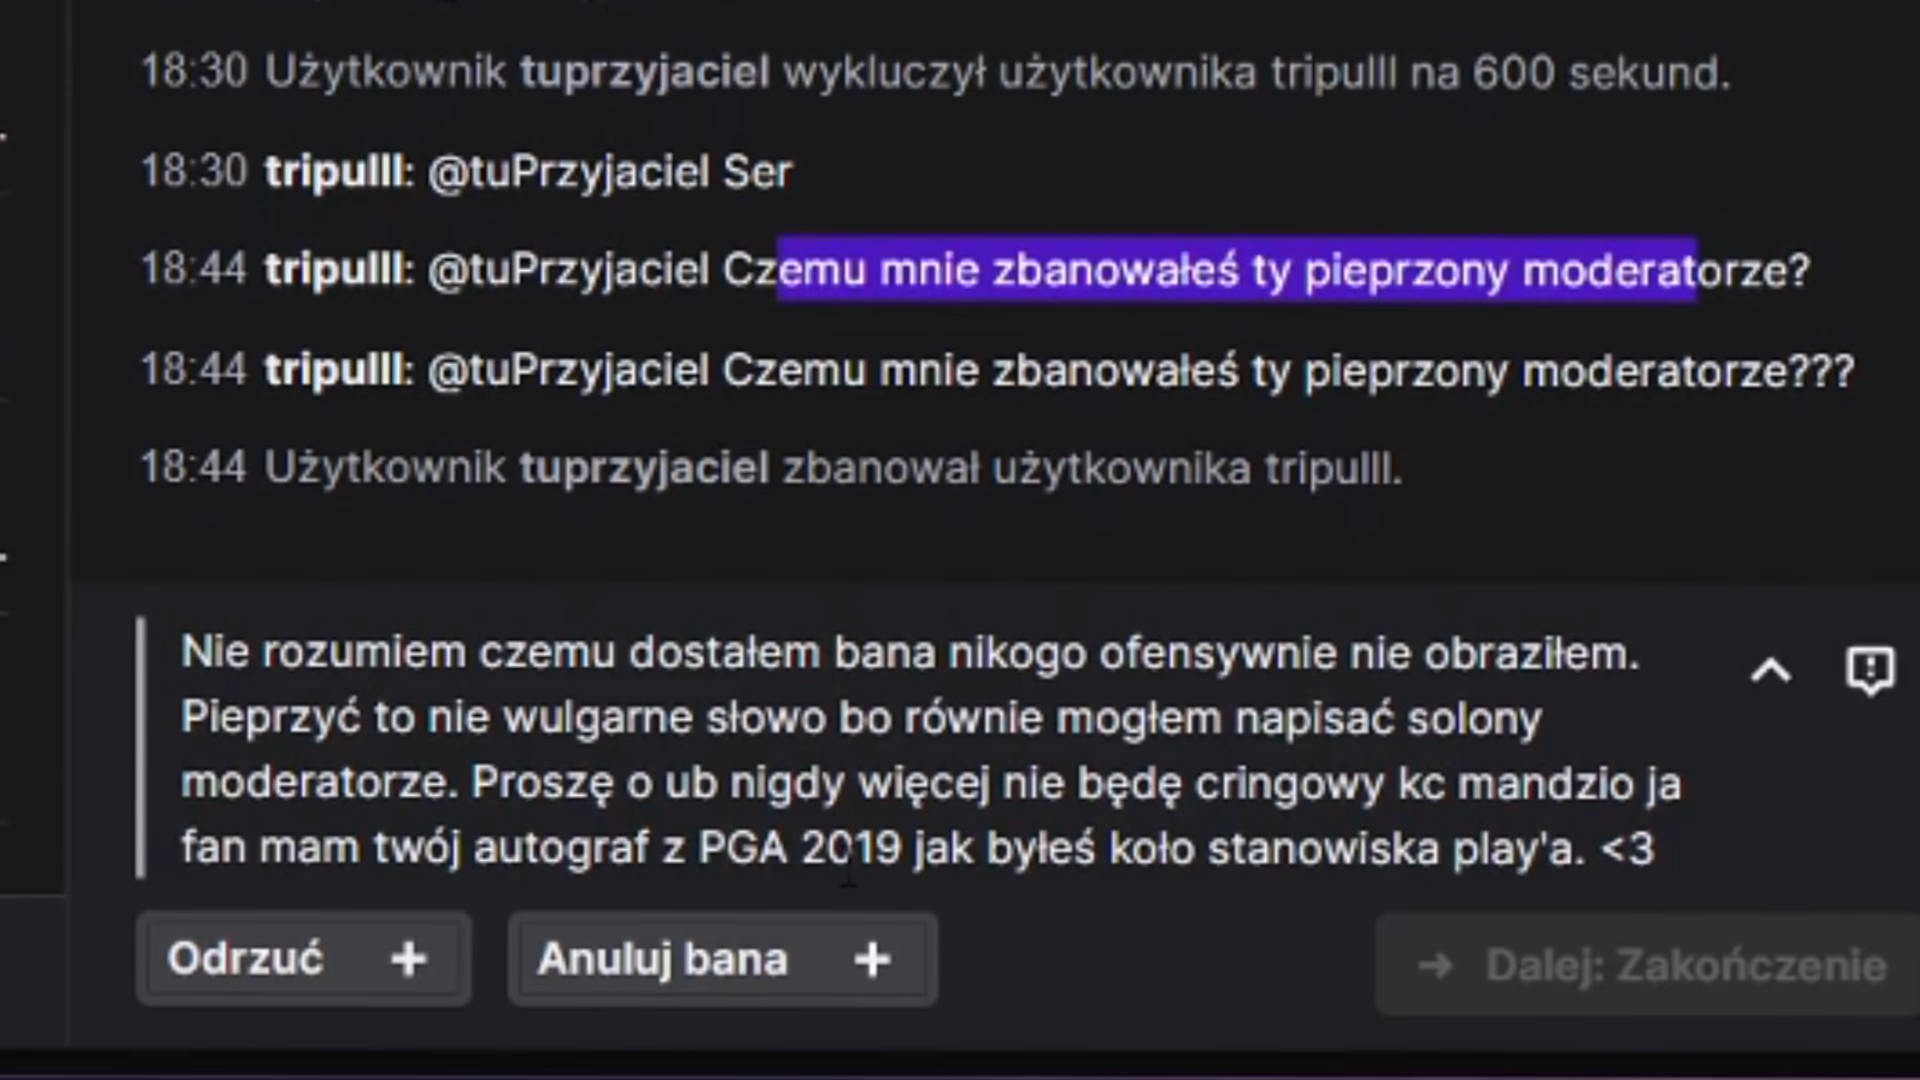 18:30 Użytkownik tuprzyjaciel wykluczył użytkownika tripulll na 600 sekund.
18:30 tripulll: @tuPrzyjaciel Ser
18:44 tripulll: @tuPrzyjaciel Czemu mnie zbanowałeś ty pieprzony moderatorze?
18:44 tripulll: @tuPrzyjaciel Czemu mnie zbanowałeś ty pieprzony moderatorze???
18:44 Użytkownik tuprzyjaciel zbanował użytkownika tripulll.
Nie rozumiem czemu dostałem bana nikogo ofensywnie nie obraziłem.
Pieprzyć to nie wulgarne słowo bo równie mogłem napisać solony
moderatorze. Proszę o ub nigdy więcej nie będę cringowy kc mandzio ja
fan mam twój autograf z PGA 2019 jak byłeś koło stanowiska play'a. <3
Odrzuć + Anuluj bana + → Dalej: Zakończenie